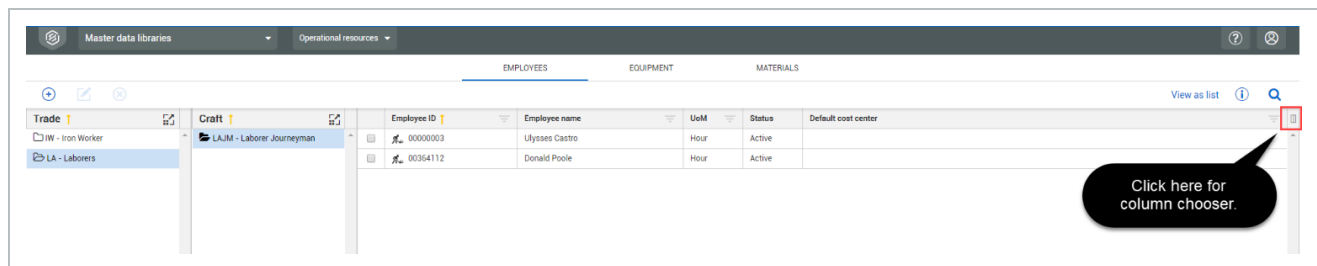 Master data libraries Operational resources
EMPLOYEES EQUIPMENT MATERIALS
View as list
Trade Craft Employee ID Employee name UoM Status Default cost center
IW - Iron Worker LAJM - Laborer Journeyman 00000003 Ulysses Castro Hour Active
LA - Laborers 00364112 Donald Poole Hour Active
Click here for
column chooser.